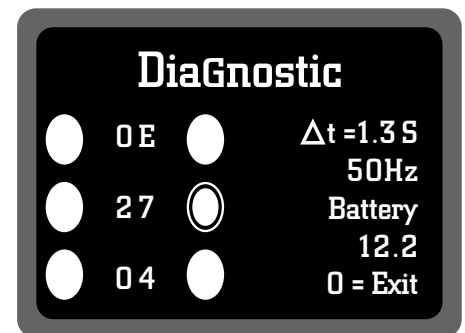 Diagnostic
0E
Δt =1.3 S
50Hz
27
Battery
12.2
04
0 = Exit